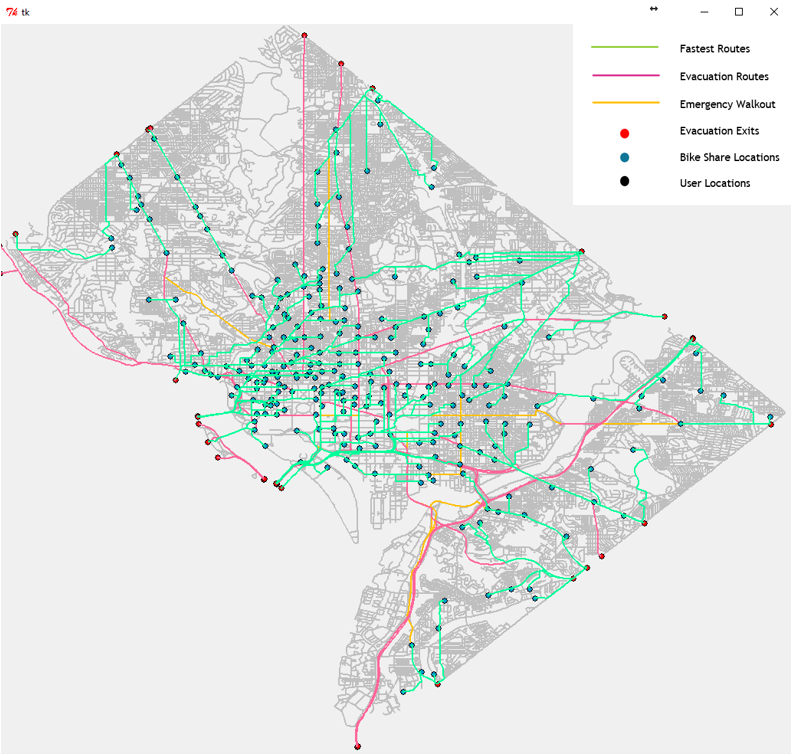 tk
Fastest Routes
Evacuation Routes
Emergency Walkout
Evacuation Exits
Bike Share Locations
User Locations